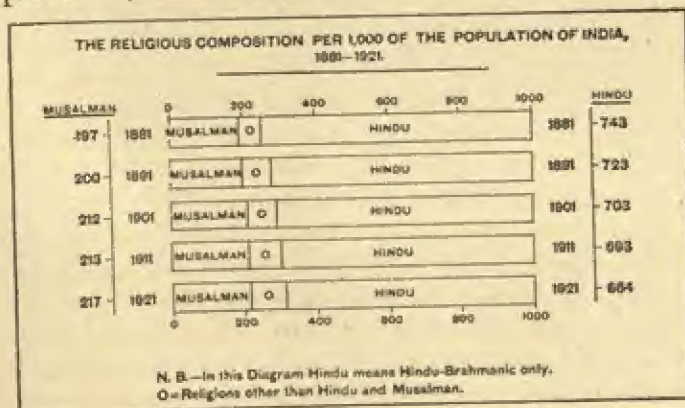 THE RELIGIOUS COMPOSITION PER 1,000 OF THE POPULATION OF INDIA,
1881–1921.
MUSALMAN 0 200 400 600 800 1000 HINDU
197 1881 MUSALMAN O HINDU 1881 743
200 1891 MUSALMAN O HINDU 1891 723
212 1901 MUSALMAN O HINDU 1901 703
213 1911 MUSALMAN O HINDU 1911 693
217 1921 MUSALMAN O HINDU 1921 684
0 200 400 600 800 1000
N. B.—In this Diagram Hindu means Hindu-Brahmanic only.
O=Religions other than Hindu and Musalman.